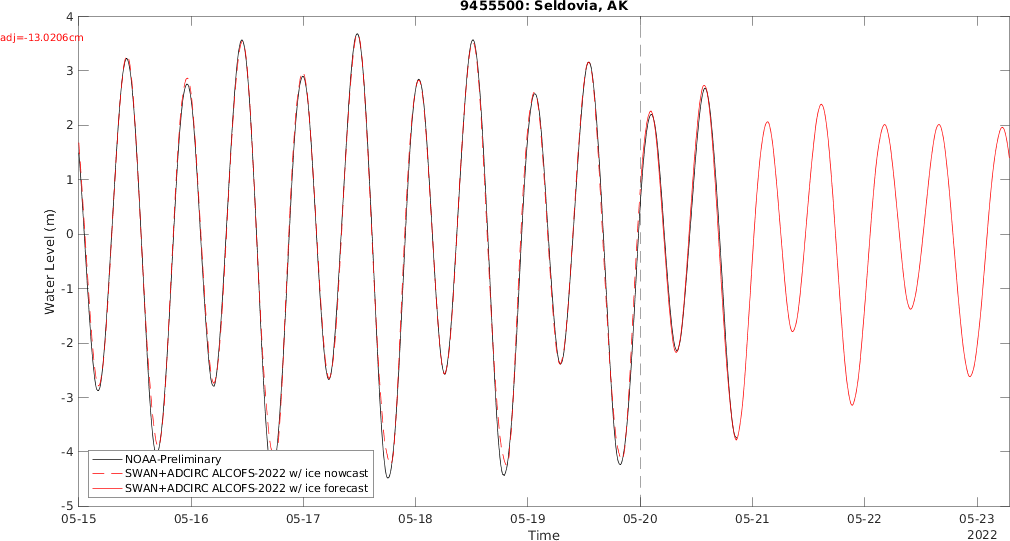 9455500: Seldovia, AK
adj=-13.0206cm
4
3
2
1
0
-1
-2
-3
-4
-5
Water Level (m)
NOAA-Preliminary
SWAN+ADCIRC ALCOFS-2022 w/ ice nowcast
SWAN+ADCIRC ALCOFS-2022 w/ ice forecast
05-15 05-16 05-17 05-18 05-19 05-20 05-21 05-22 05-23
Time
2022